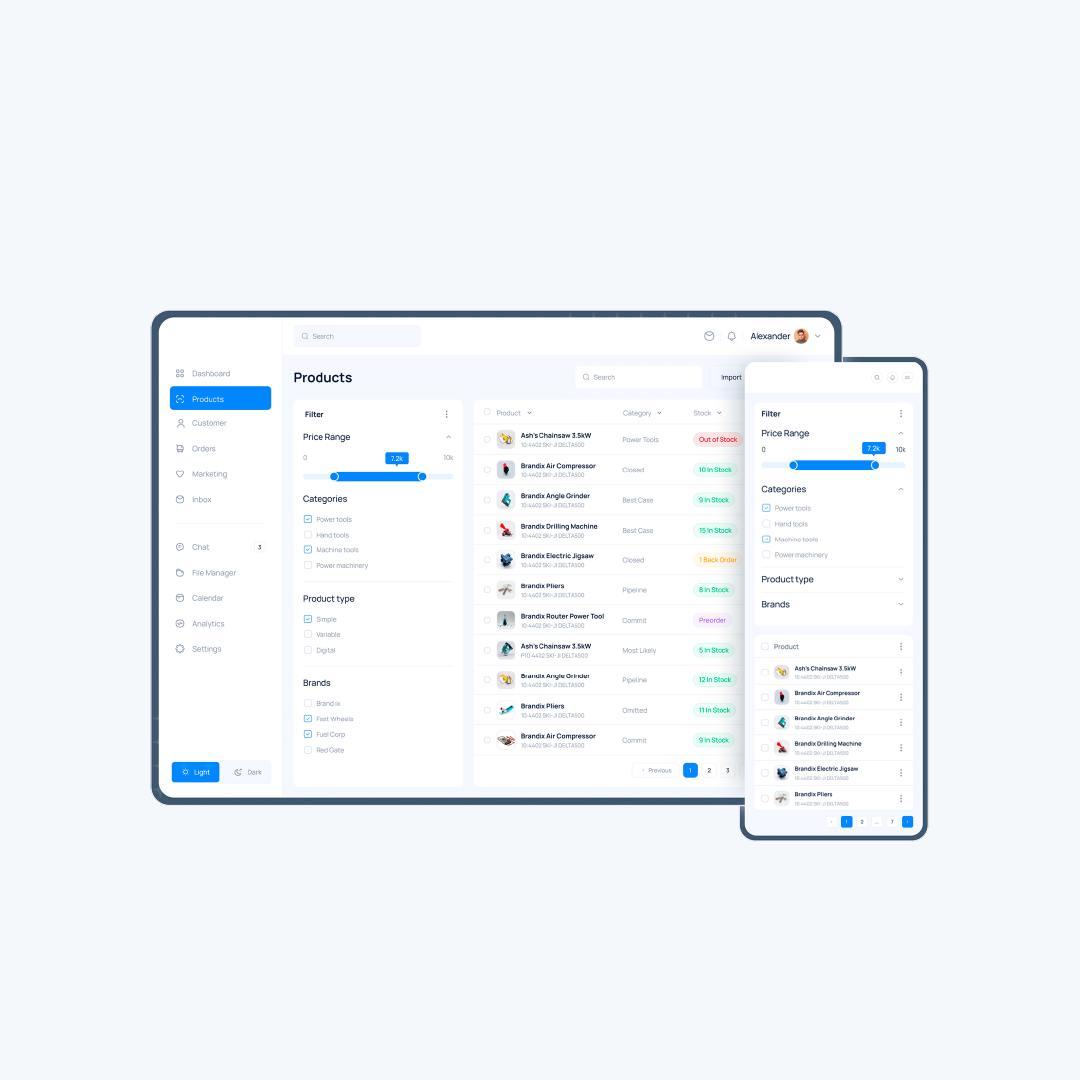 Search
Alexander
Dashboard
Products
Customer
Orders
Marketing
Inbox
Chat
3
File Manager
Calendar
Analytics
Settings
Light
Dark
Products
Search
Import
Filter
Price Range
0
7.2k
10k
Categories
Power tools
Hand tools
Machine tools
Power machinery
Product type
Simple
Variable
Digital
Brands
Brand ix
Fast Wheels
Fuel Corp
Red Gate
Product Category Stock
Ash's Chainsaw 3.5kW Power Tools Out of Stock
10:4402 SKI-JI DELTA500
Brandix Air Compressor Closed 10 In Stock
10:4402 SKI-JI DELTA500
Brandix Angle Grinder Best Case 9 In Stock
10:4402 SKI-JI DELTA500
Brandix Drilling Machine Best Case 15 In Stock
10:4402 SKI-JI DELTA500
Brandix Electric Jigsaw Closed 1 Back Order
10:4402 SKI-JI DELTA500
Brandix Pliers Pipeline 8 In Stock
10:4402 SKI-JI DELTA500
Brandix Router Power Tool Commit Preorder
10:4402 SKI-JI DELTA500
Ash's Chainsaw 3.5kW Most Likely 5 In Stock
P10:4402 SKI-JI DELTA500
Brandix Angle Grinder Pipeline 12 In Stock
10:4402 SKI-JI DELTA500
Brandix Pliers Omitted 11 In Stock
10:4402 SKI-JI DELTA500
Brandix Air Compressor Commit 9 In Stock
10:4402 SKI-JI DELTA500
Previous 1 2 3
Filter
Price Range
7.2k
0 10k
Categories
Power tools
Hand tools
Machine tools
Power machinery
Product type
Brands
Product
Ash's Chainsaw 3.5kW
10:4402 SKI-JI DELTA500
Brandix Air Compressor
10:4402 SKI-JI DELTA500
Brandix Angle Grinder
10:4402 SKI-JI DELTA500
Brandix Drilling Machine
10:4402 SKI-JI DELTA500
Brandix Electric Jigsaw
10:4402 SKI-JI DELTA500
Brandix Pliers
10:4402 SKI-JI DELTA500
1 2 ... 7